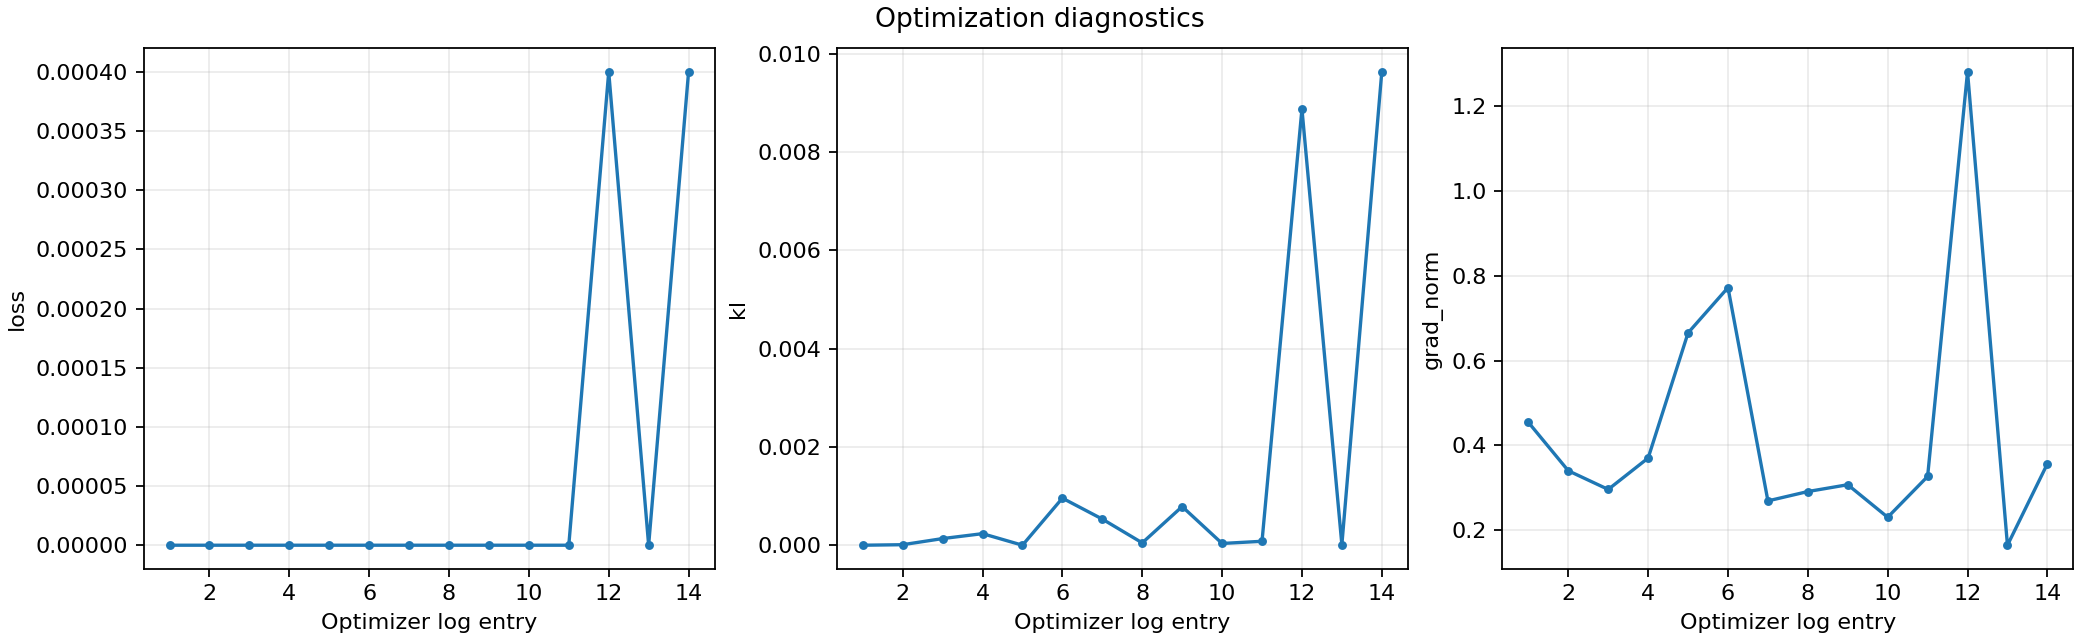 Optimization diagnostics
loss
0.00040
0.00035
0.00030
0.00025
0.00020
0.00015
0.00010
0.00005
0.00000
2 4 6 8 10 12 14
Optimizer log entry
kl
0.010
0.008
0.006
0.004
0.002
0.000
2 4 6 8 10 12 14
Optimizer log entry
grad_norm
1.2
1.0
0.8
0.6
0.4
0.2
2 4 6 8 10 12 14
Optimizer log entry